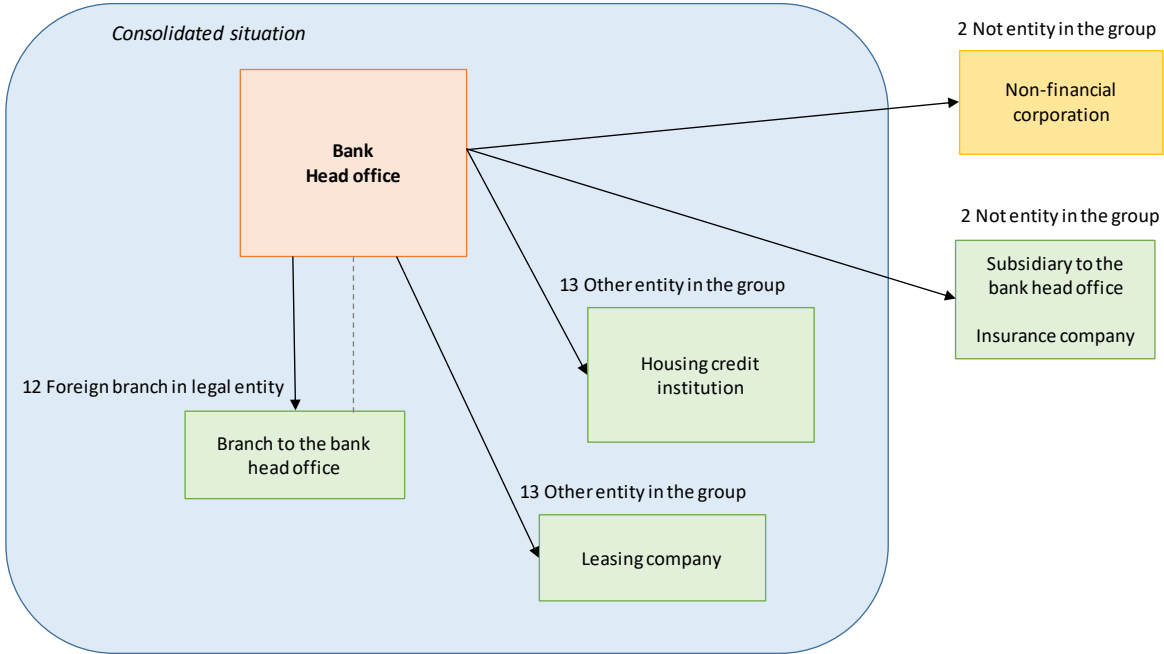 Consolidated situation
2 Not entity in the group
Non-financial
corporation
Bank
Head office
2 Not entity in the group
Subsidiary to the
bank head office
Insurance company
13 Other entity in the group
Housing credit
institution
12 Foreign branch in legal entity
Branch to the bank
head office
13 Other entity in the group
Leasing company